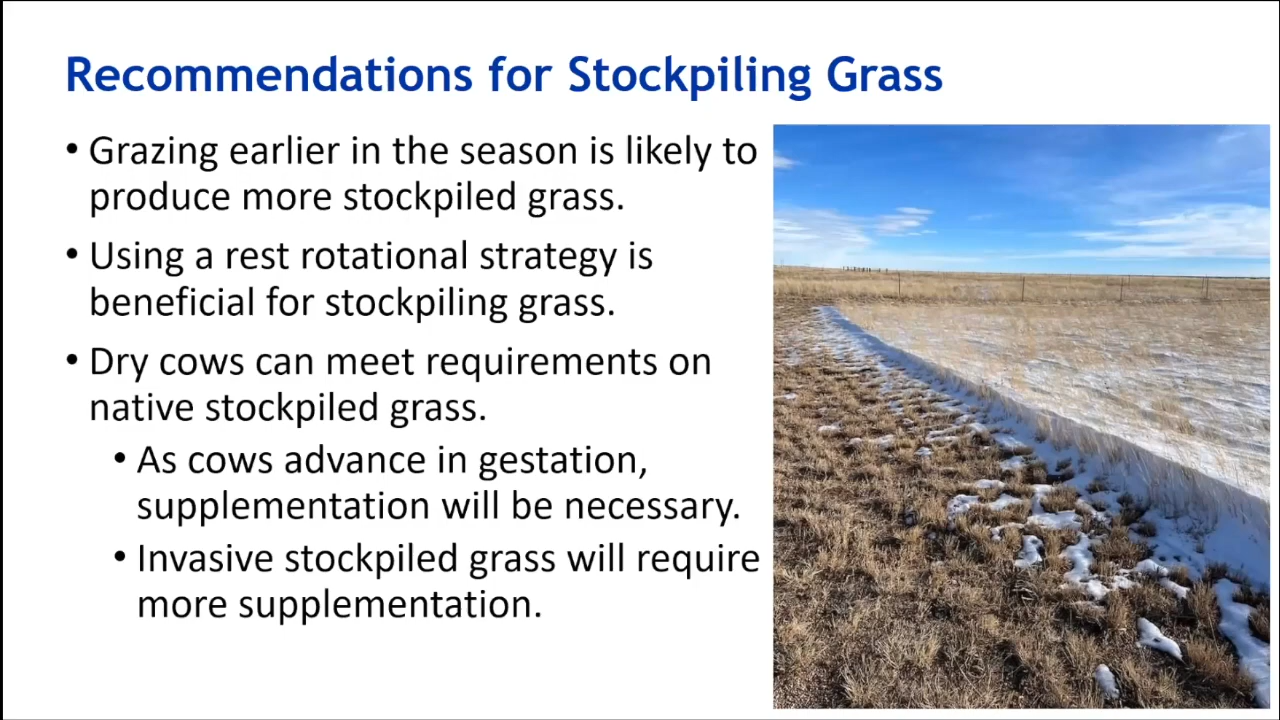 Recommendations for Stockpiling Grass
• Grazing earlier in the season is likely to
produce more stockpiled grass.
• Using a rest rotational strategy is
beneficial for stockpiling grass.
• Dry cows can meet requirements on
native stockpiled grass.
• As cows advance in gestation,
supplementation will be necessary.
• Invasive stockpiled grass will require
more supplementation.